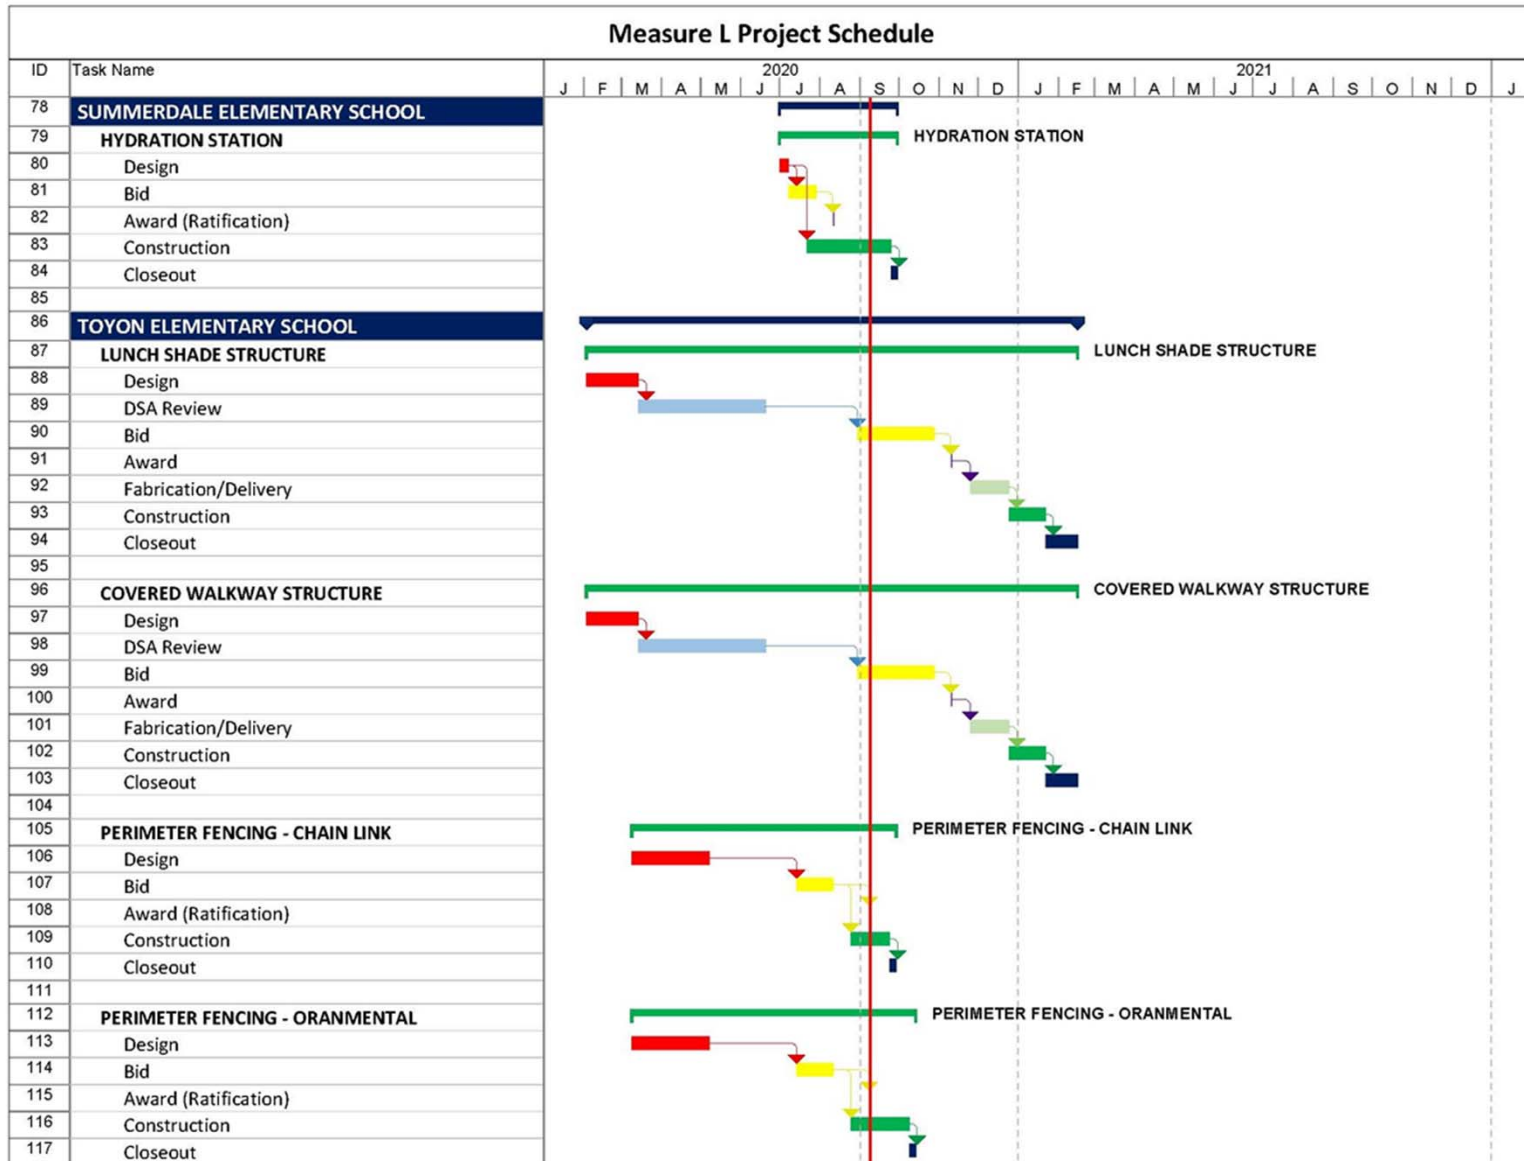 Measure L Project Schedule
ID Task Name 2020 2021
J F M A M J J A S O N D J F M A M J J A S O N D J
78 SUMMERDALE ELEMENTARY SCHOOL
79 HYDRATION STATION HYDRATION STATION
80 Design
81 Bid
82 Award (Ratification)
83 Construction
84 Closeout
85
86 TOYON ELEMENTARY SCHOOL
87 LUNCH SHADE STRUCTURE LUNCH SHADE STRUCTURE
88 Design
89 DSA Review
90 Bid
91 Award
92 Fabrication/Delivery
93 Construction
94 Closeout
95
96 COVERED WALKWAY STRUCTURE COVERED WALKWAY STRUCTURE
97 Design
98 DSA Review
99 Bid
100 Award
101 Fabrication/Delivery
102 Construction
103 Closeout
104
105 PERIMETER FENCING - CHAIN LINK PERIMETER FENCING - CHAIN LINK
106 Design
107 Bid
108 Award (Ratification)
109 Construction
110 Closeout
111
112 PERIMETER FENCING - ORANMENTAL PERIMETER FENCING - ORANMENTAL
113 Design
114 Bid
115 Award (Ratification)
116 Construction
117 Closeout